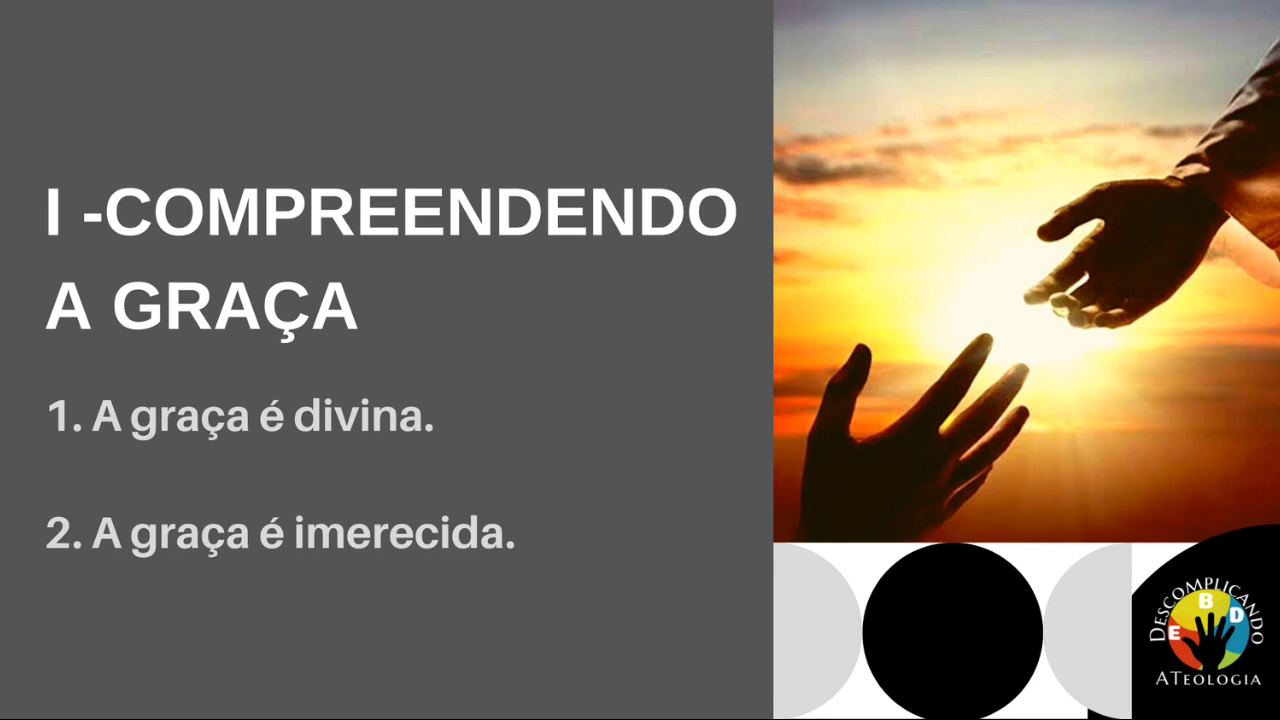 I -COMPREENDENDO
A GRAÇA
1. A graça é divina.
2. A graça é imerecida.
DESCOMPLICANDO
E B D
ATEOLOGIA